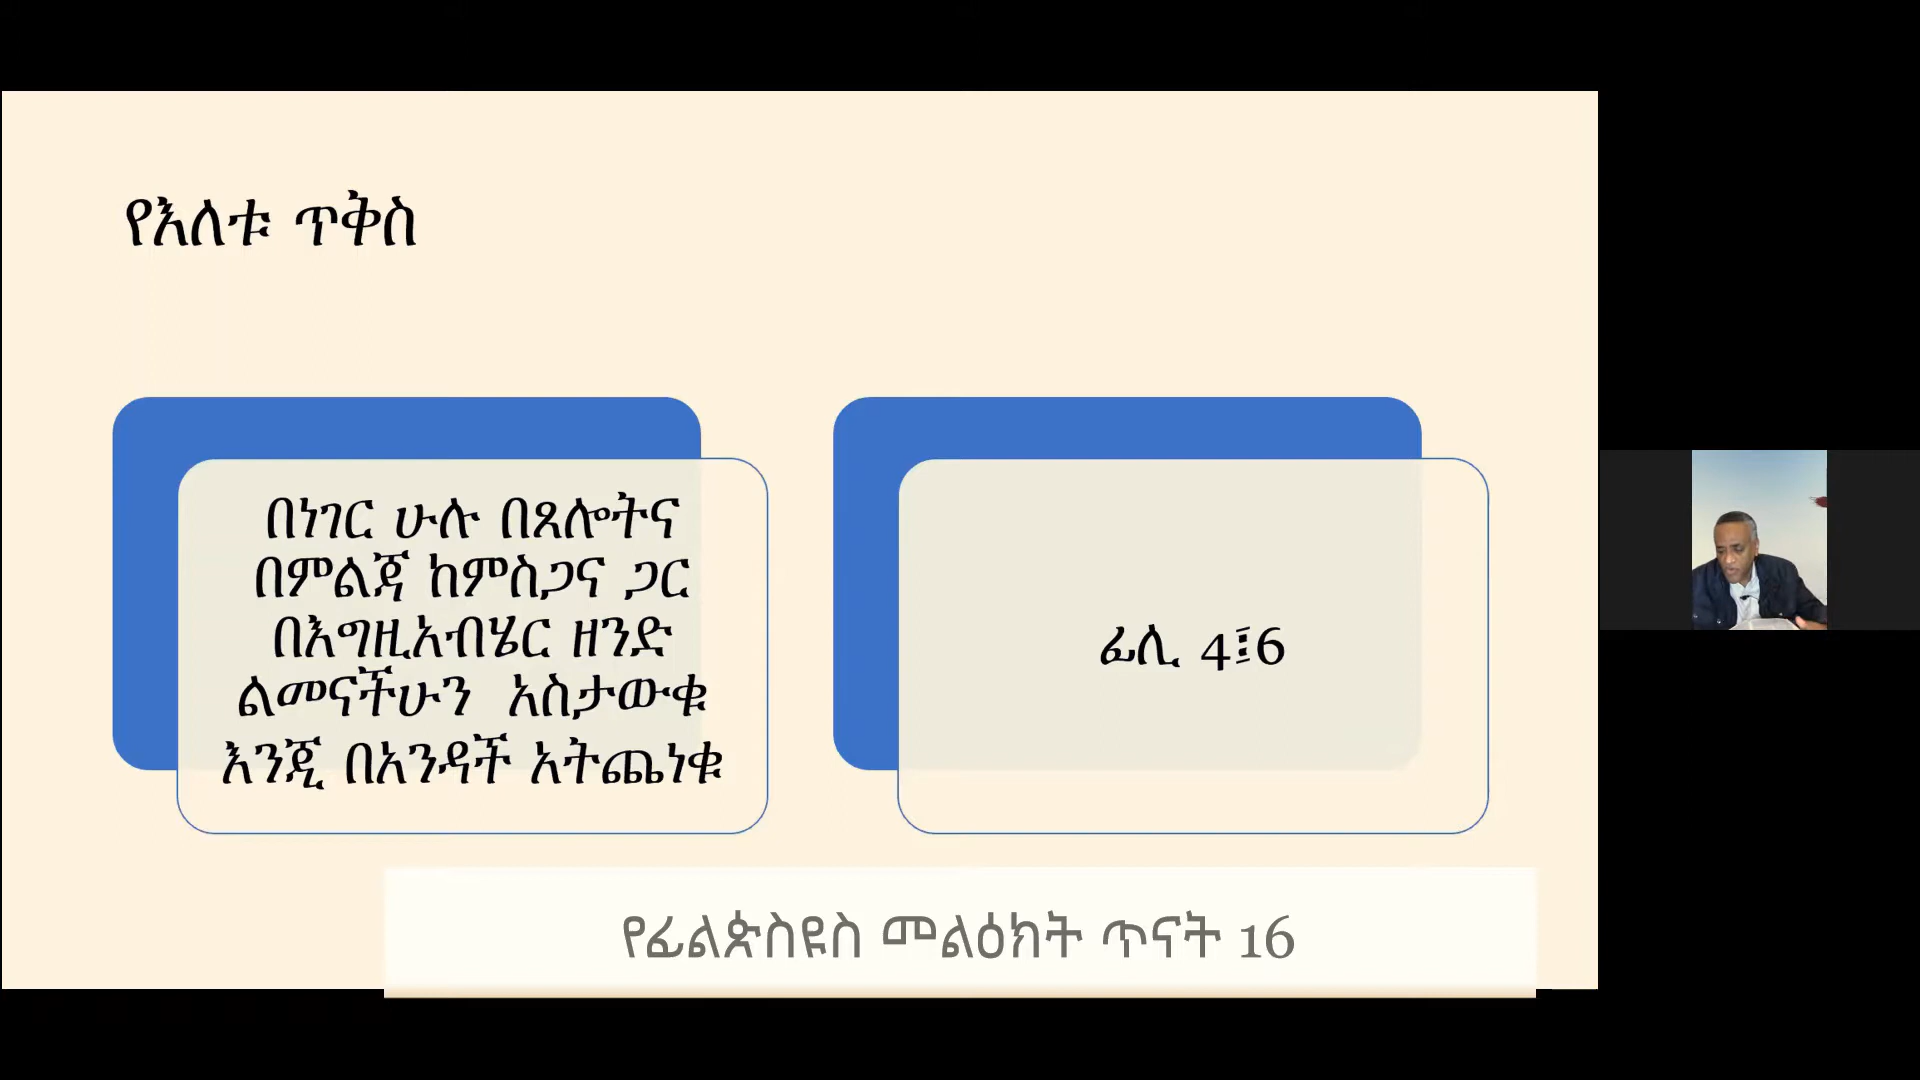 የእለቱ ጥቅስ
በነገር ሁሉ በጸሎትና
በምልጃ ከምስጋና ጋር
በእግዚአብሄር ዘንድ
ልመናችሁን አስታውቁ
እንጂ በአንዳች አትጨነቁ
ፊሊ 4፤6
የፊልጵስዩስ መልዕክት ጥናት 16